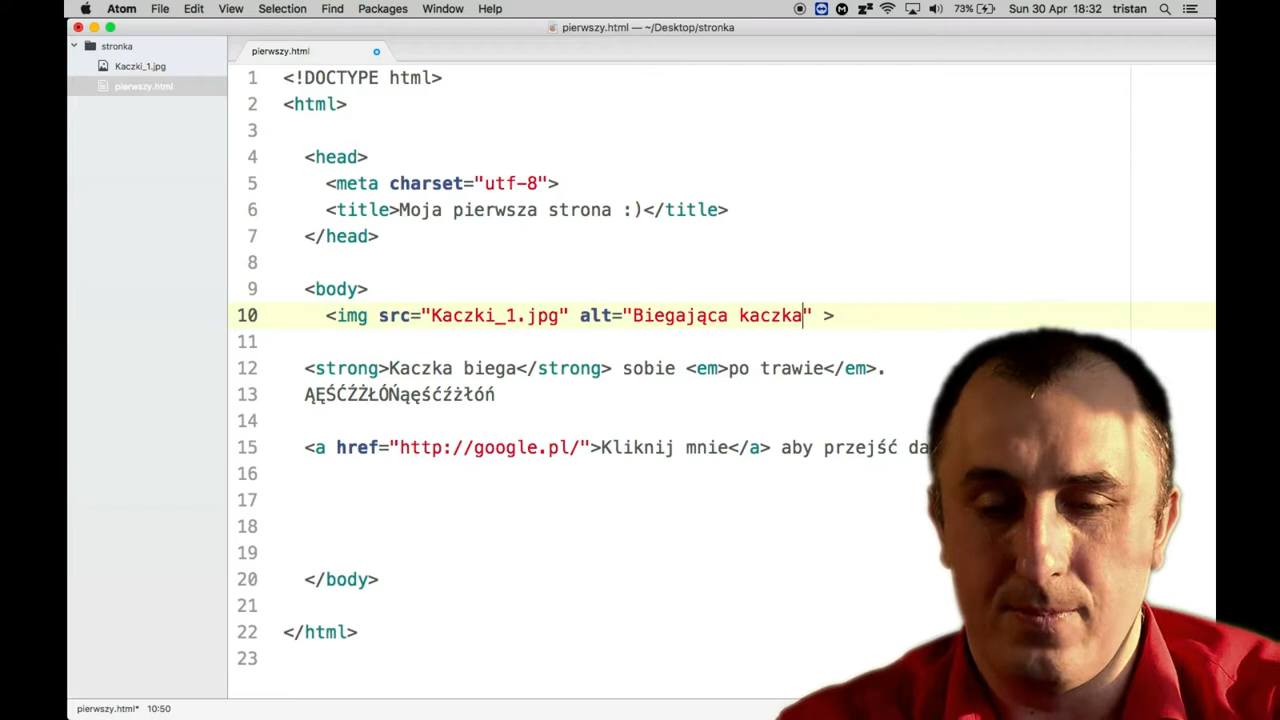 Atom File Edit View Selection Find Packages Window Help 73% Sun 30 Apr 18:32 tristan
pierwszy.html — ~/Desktop/stronka
stronka
Kaczki_1.jpg
pierwszy.html
pierwszy.html
1 <!DOCTYPE html>
2 <html>
3
4 <head>
5 <meta charset="utf-8">
6 <title>Moja pierwsza strona :)</title>
7 </head>
8
9 <body>
10 <img src="Kaczki_1.jpg" alt="Biegająca kaczka" >
11
12 <strong>Kaczka biega</strong> sobie <em>po trawie</em>.
13 ĄĘŚĆŹŻŁÓŃąęśćźżłóń
14
15 <a href="http://google.pl/">Kliknij mnie</a> aby przejść
16
17
18
19
20 </body>
21
22 </html>
23
pierwszy.html* 10:50